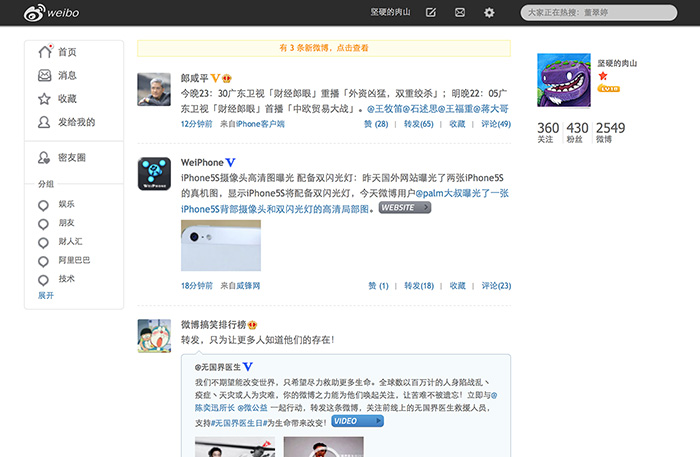 weibo
坚硬的肉山
大家正在热搜：董翠婷
首页
消息
收藏
发给我的
密友圈
分组
娱乐
朋友
财人汇
阿里巴巴
技术
展开
有 3 条新微博，点击查看
郎咸平
今晚23：30广东卫视「财经郎眼」重播「外资凶猛，双重绞杀」；明晚22：05广
东卫视「财经郎眼」首播「中欧贸易大战」。@王牧笛@石述思@王福重@蒋大哥
12分钟前 来自iPhone客户端 赞 (28) | 转发(65) | 收藏 | 评论(49)
WeiPhone
WEIPHONE
iPhone5S摄像头高清图曝光 配备双闪光灯：昨天国外网站曝光了两张iPhone5S
的真机图，显示iPhone5S将配备双闪光灯，今天微博用户@palm大叔曝光了一张
iPhone5S背部摄像头和双闪光灯的高清局部图。 WEBSITE
18分钟前 来自威锋网 赞 (1) | 转发(18) | 收藏 | 评论(23)
微博搞笑排行榜
转发，只为让更多人知道他们的存在！
@无国界医生
我们不期望能改变世界，只希望尽力救助更多生命。全球数以百万计的人身陷战乱丶
疫症丶天灾或人为灾难，你的微博之力能为他们唤起关注，让苦难不被遗忘！立即与@
陈奕迅所长 @微公益 一起行动，转发这条微博，关注前线上的无国界医生救援人员，
支持#无国界医生日#为生命带来改变！ VIDEO
坚硬的肉山
LV18
360 430 2549
关注 粉丝 微博